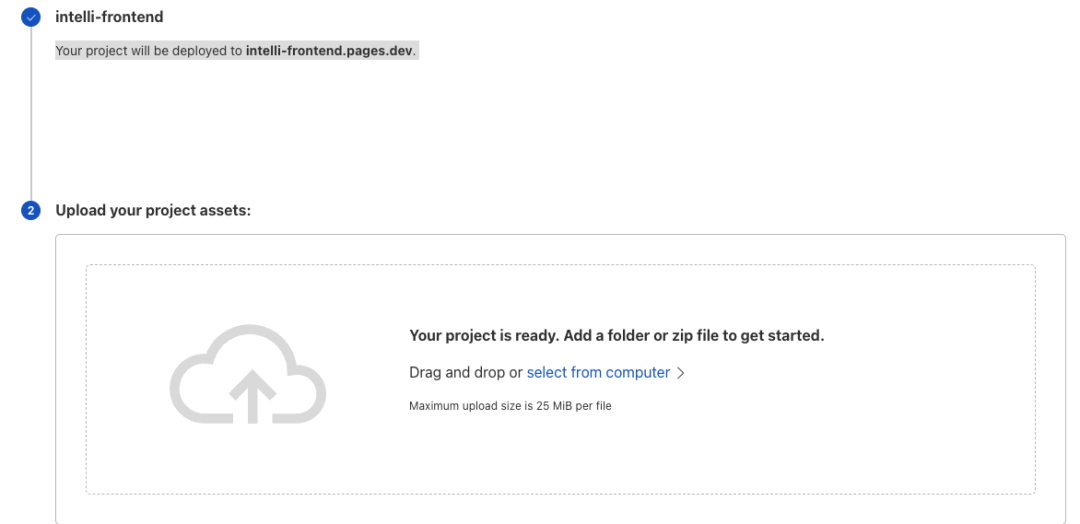 intelli-frontend
Your project will be deployed to intelli-frontend.pages.dev.
2 Upload your project assets:
Your project is ready. Add a folder or zip file to get started.
Drag and drop or select from computer >
Maximum upload size is 25 MiB per file